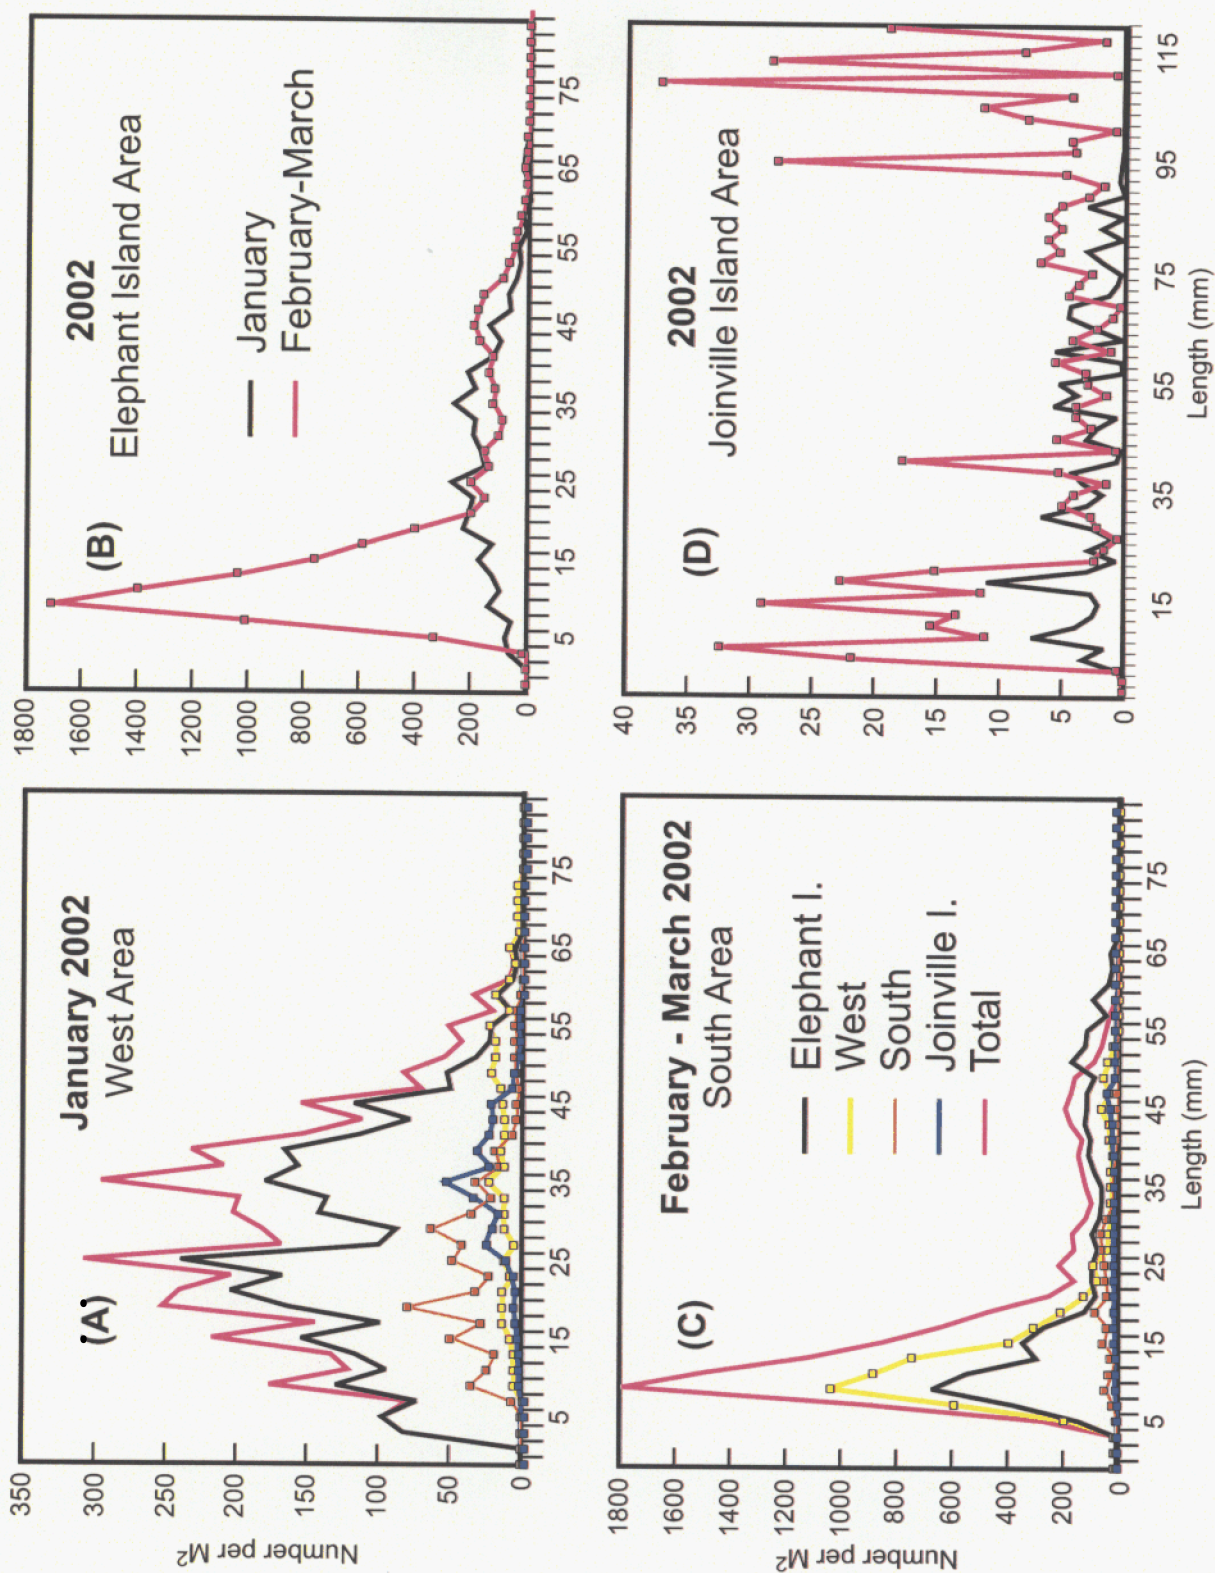 (A)
January 2002
West Area
350
300
250
200
150
100
50
0
Number per M²
5 15 25 35 45 55 65 75
(B)
2002
Elephant Island Area
January
February-March
1800
1600
1400
1200
1000
800
600
400
200
0
5 15 25 35 45 55 65 75
(C)
February - March 2002
South Area
Elephant I.
West
South
Joinville I.
Total
1800
1600
1400
1200
1000
800
600
400
200
0
Number per M²
5 15 25 35 45 55 65 75
Length (mm)
(D)
2002
Joinville Island Area
40
35
30
25
20
15
10
5
0
15 35 55 75 95 115
Length (mm)